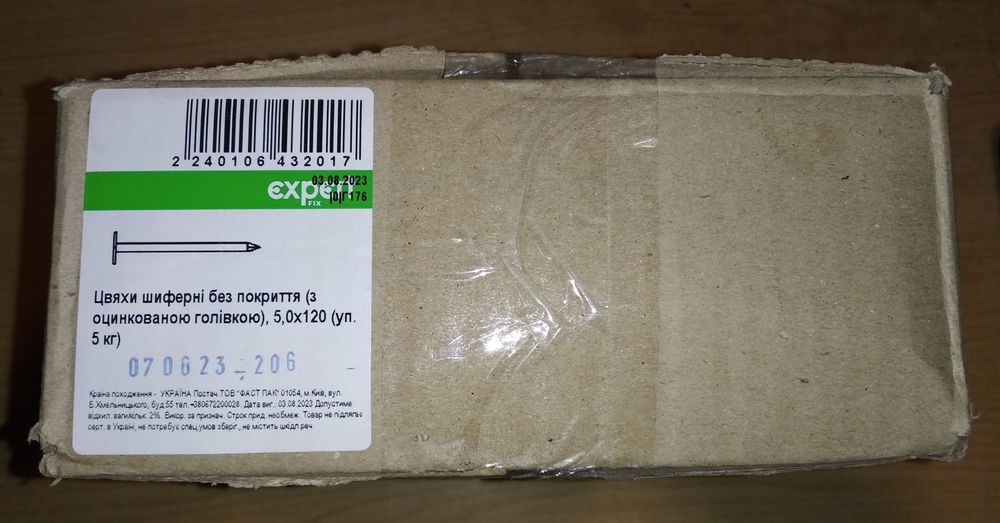 2 240106 432017
03.08.2023
expert
|0|Г176
FIX
Цвяхи шиферні без покриття (з
оцинкованою голівкою), 5,0х120 (уп.
5 кг)
070623-206
Країна походження - УКРАЇНА Постач.ТОВ "ФАСТ ПАК" 01054, м.Київ, вул.
Б.Хмельницького, буд 55 тел.+380672200028. Дата виг.: 03.08.2023 Допустиме
відхил. ваги/кільк. 2%. Викор. за признач. Строк прид. необмеж. Товар не підлягає
серт. в Україні, не потребує спец.умов зберіг., не містить шкідл.реч